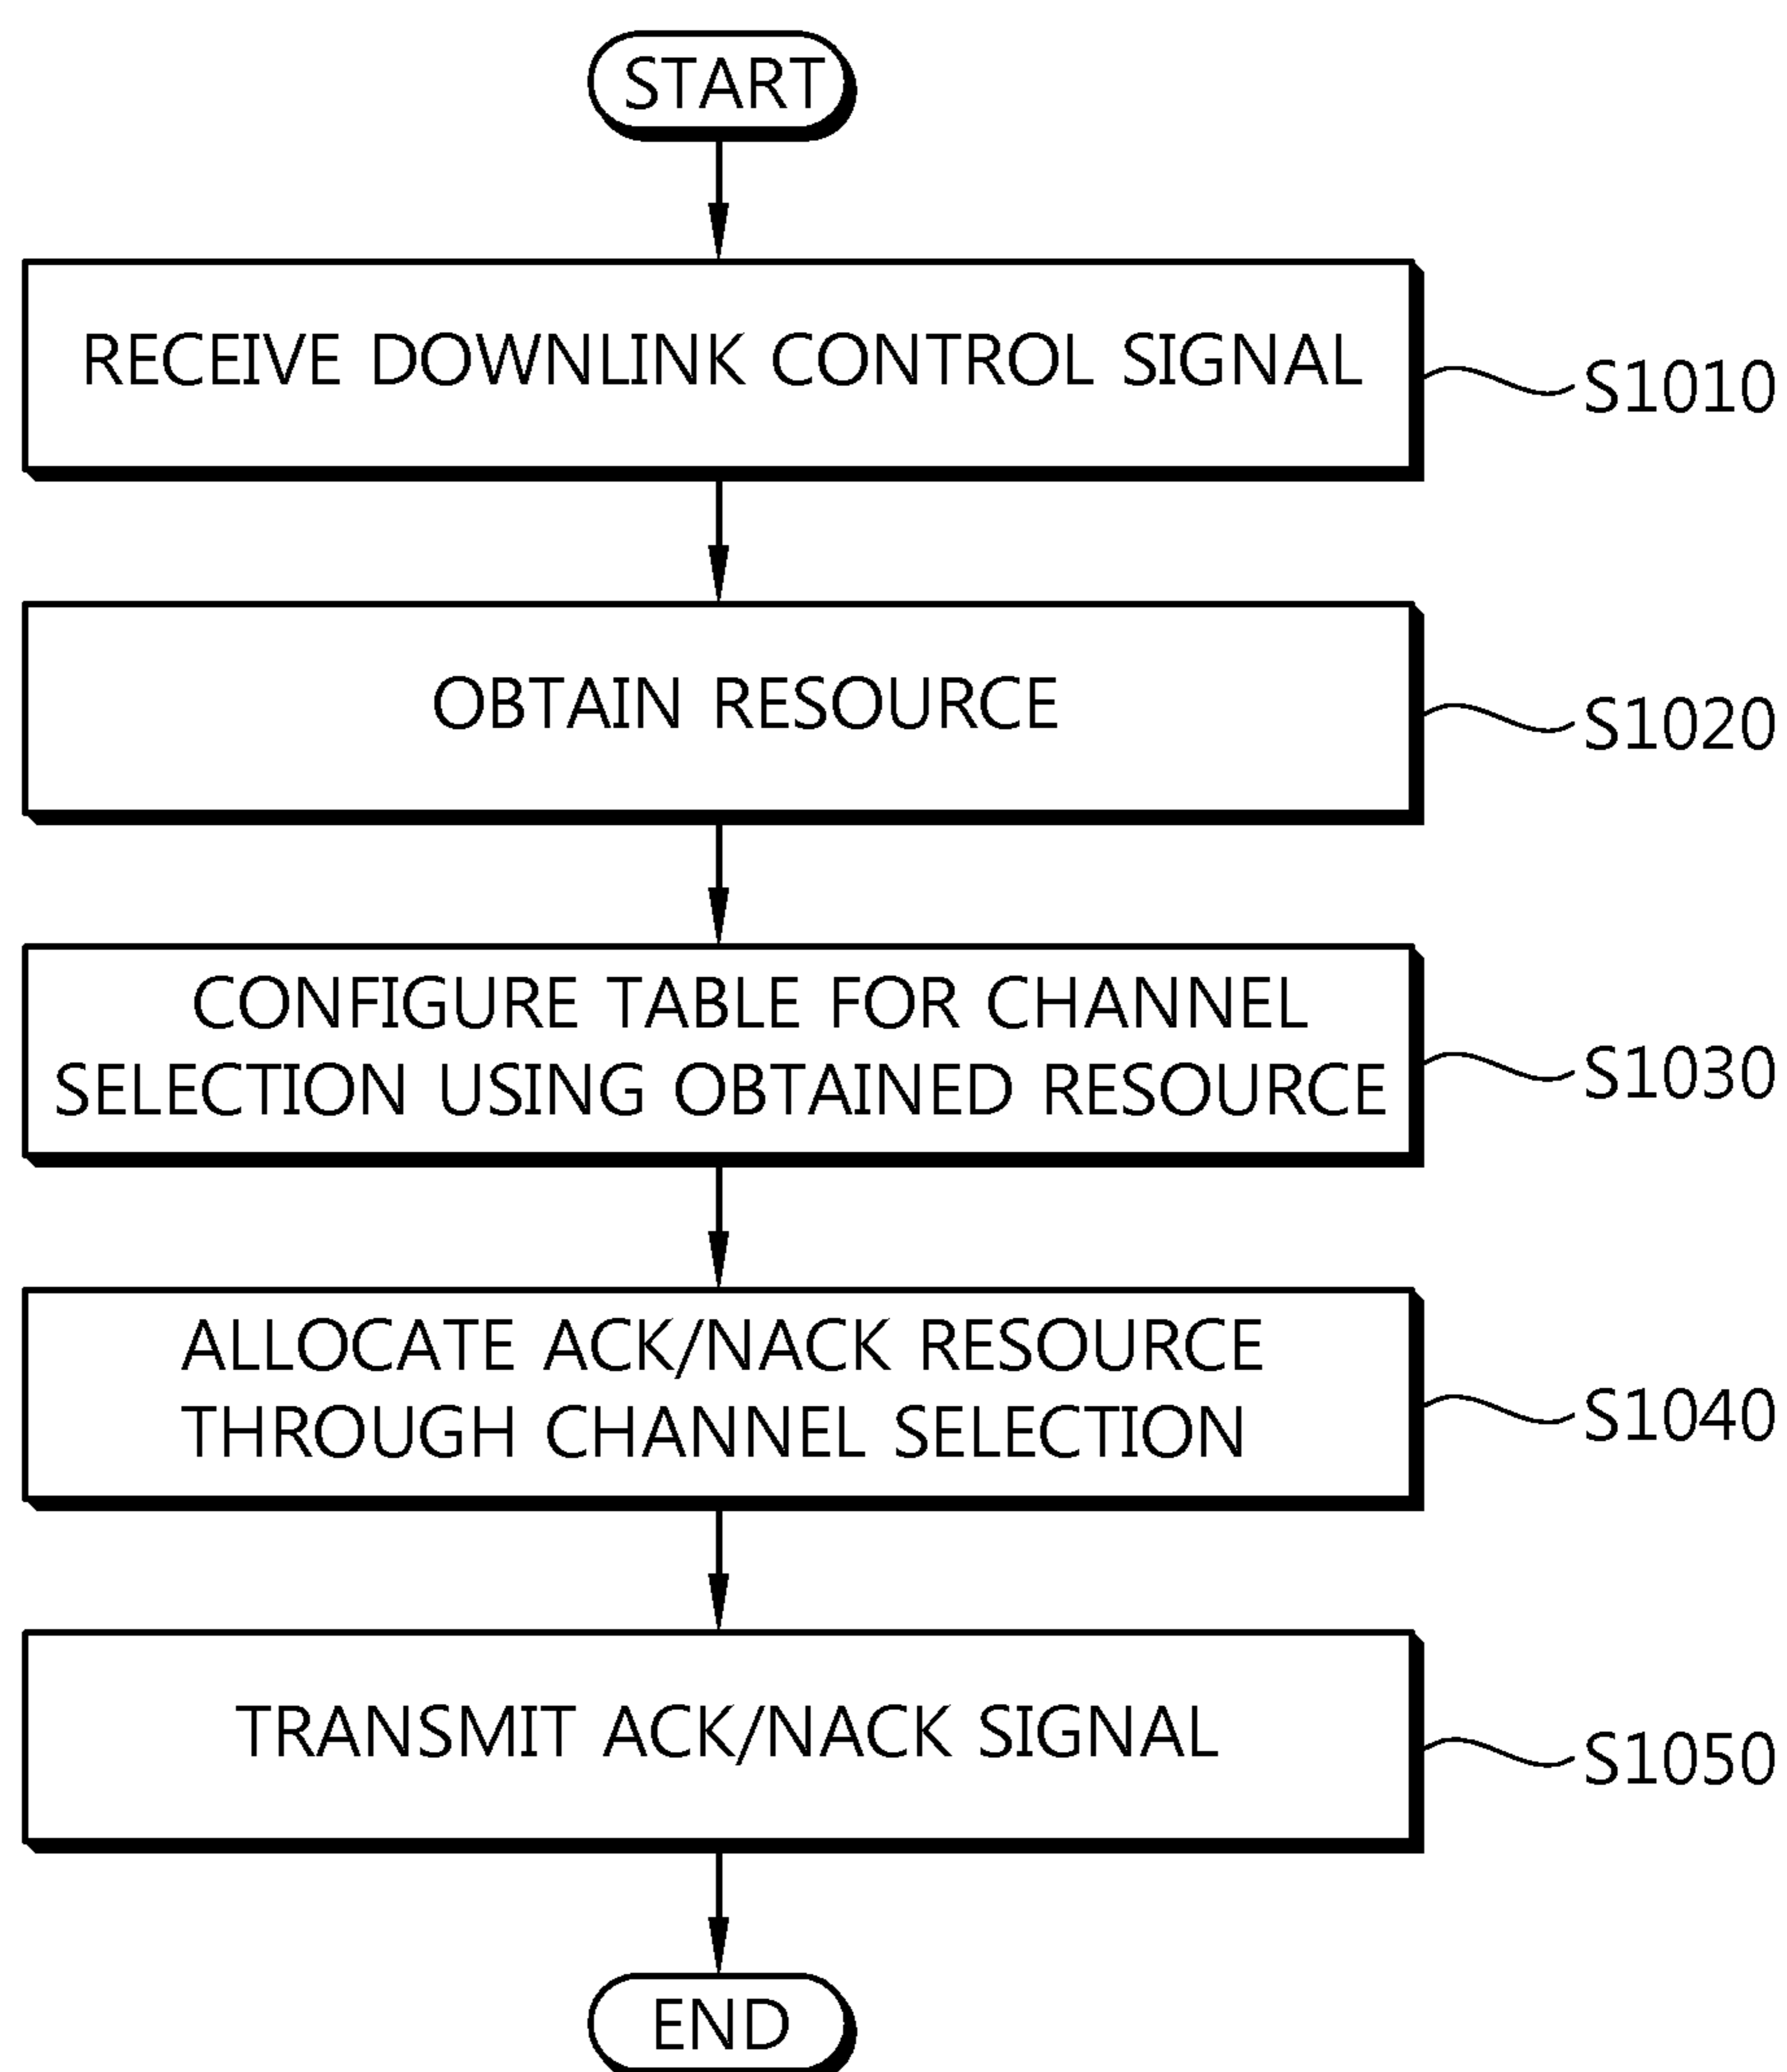 START
RECEIVE DOWNLINK CONTROL SIGNAL
S1010
OBTAIN RESOURCE
S1020
CONFIGURE TABLE FOR CHANNEL
SELECTION USING OBTAINED RESOURCE
S1030
ALLOCATE ACK/NACK RESOURCE
THROUGH CHANNEL SELECTION
S1040
TRANSMIT ACK/NACK SIGNAL
S1050
END